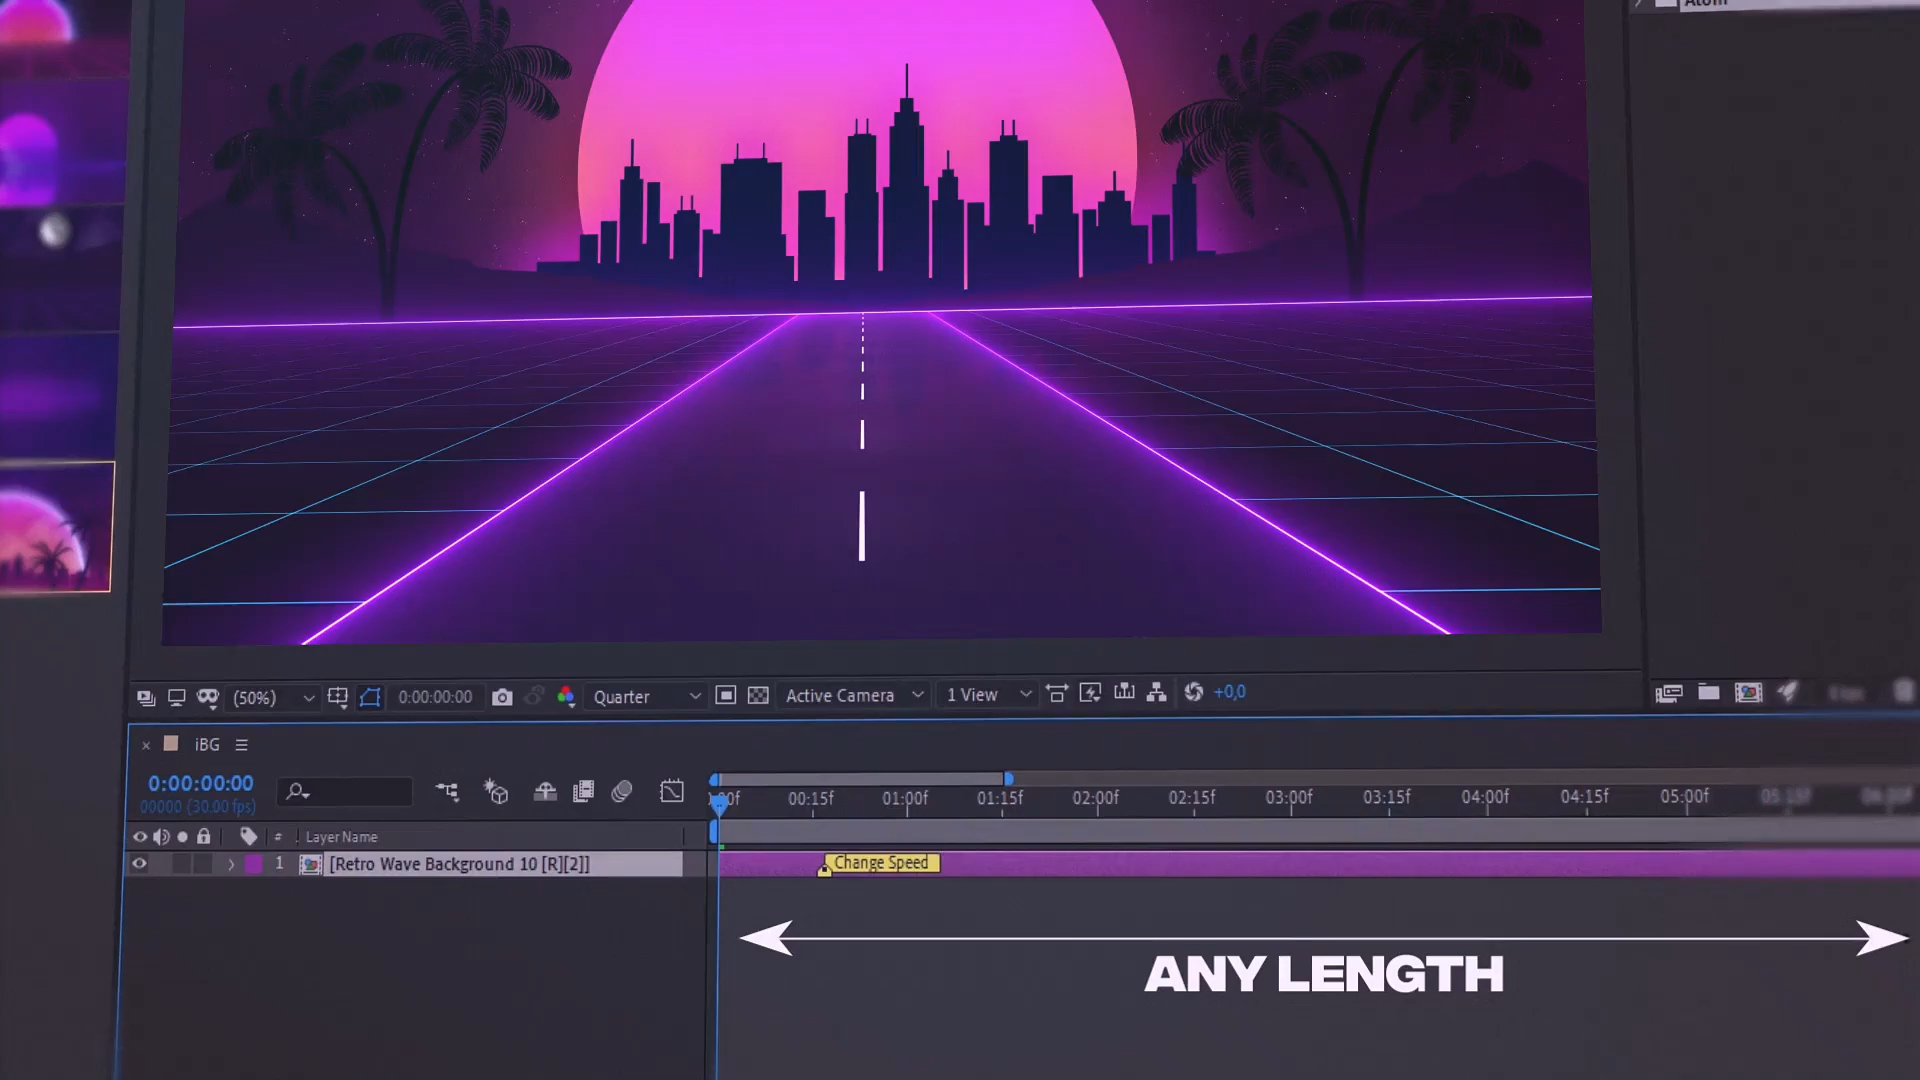 Atom
(50%)
0:00:00:00
Quarter
Active Camera
1 View
+0,0
iBG
0:00:00:00
00000 (30.00 fps)
00:15f
01:00f
01:15f
02:00f
02:15f
03:00f
03:15f
04:00f
04:15f
05:00f
# Layer Name
1 [Retro Wave Background 10 [R][2]]
Change Speed
ANY LENGTH